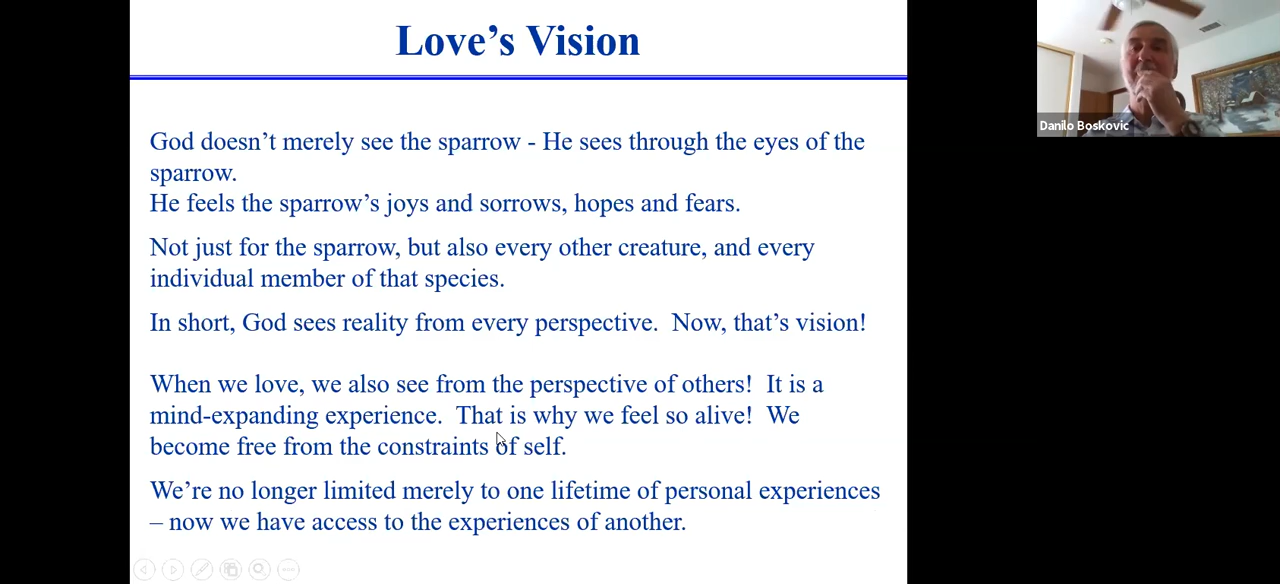 Love’s Vision
God doesn’t merely see the sparrow - He sees through the eyes of the
sparrow.
He feels the sparrow’s joys and sorrows, hopes and fears.
Not just for the sparrow, but also every other creature, and every
individual member of that species.
In short, God sees reality from every perspective.  Now, that’s vision!
When we love, we also see from the perspective of others!  It is a
mind-expanding experience.  That is why we feel so alive!  We
become free from the constraints of self.
We’re no longer limited merely to one lifetime of personal experiences
– now we have access to the experiences of another.
Danilo Boskovic